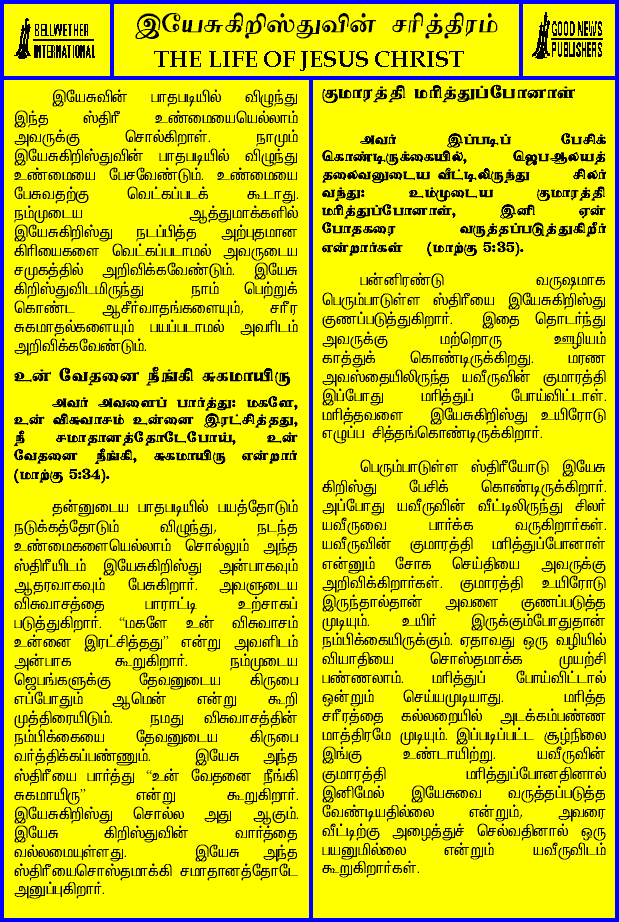 BELLWETHER
INTERNATIONAL
இயேசுகிறிஸ்துவின் சரித்திரம்
THE LIFE OF JESUS CHRIST
GOOD NEWS
PUBLISHERS
இயேசுவின் பாதபடியில் விழுந்து
இந்த ஸ்திரீ உண்மையையெல்லாம்
அவருக்கு சொல்கிறாள். நாமும்
இயேசுகிறிஸ்துவின் பாதபடியில் விழுந்து
உண்மையை பேசவேண்டும். உண்மையை
பேசுவதற்கு வெட்கப்படக் கூடாது.
நம்முடைய ஆத்துமாக்களில்
இயேசுகிறிஸ்து நடப்பித்த அற்புதமான
கிரியைகளை வெட்கப்படாமல் அவருடைய
சமுகத்தில் அறிவிக்கவேண்டும். இயேசு
கிறிஸ்துவிடமிருந்து நாம் பெற்றுக்
கொண்ட ஆசீர்வாதங்களையும், சரீர
சுகமாதல்களையும் பயப்படாமல் அவரிடம்
அறிவிக்கவேண்டும்.
உன் வேதனை நீங்கி சுகமாயிரு
அவர் அவளைப் பார்த்து: மகளே,
உன் விசுவாசம் உன்னை இரட்சித்தது,
நீ சமாதானத்தோடேபோய், உன்
வேதனை நீங்கி, சுகமாயிரு என்றார்
(மாற்கு 5:34).
தன்னுடைய பாதபடியில் பயத்தோடும்
நடுக்கத்தோடும் விழுந்து, நடந்த
உண்மைகளையெல்லாம் சொல்லும் அந்த
ஸ்திரீயிடம் இயேசுகிறிஸ்து அன்பாகவும்
ஆதரவாகவும் பேசுகிறார். அவளுடைய
விசுவாசத்தை பாராட்டி உற்சாகப்
படுத்துகிறார். “மகளே உன் விசுவாசம்
உன்னை இரட்சித்தது” என்று அவளிடம்
அன்பாக கூறுகிறார். நம்முடைய
ஜெபங்களுக்கு தேவனுடைய கிருபை
எப்போதும் ஆமென் என்று கூறி
முத்திரையிடும். நமது விசுவாசத்தின்
நம்பிக்கையை தேவனுடைய கிருபை
வர்த்திக்கப்பண்ணும். இயேசு அந்த
ஸ்திரீயை பார்த்து “உன் வேதனை நீங்கி
சுகமாயிரு” என்று கூறுகிறார்.
இயேசுகிறிஸ்து சொல்ல அது ஆகும்.
இயேசு கிறிஸ்துவின் வார்த்தை
வல்லமையுள்ளது. இயேசு அந்த
ஸ்திரீயைசொஸ்தமாக்கி சமாதானத்தோடே
அனுப்புகிறார்.
குமாரத்தி மரித்துப்போனாள்
அவர் இப்படிப் பேசிக்
கொண்டிருக்கையில், ஜெபஆலயத்
தலைவனுடைய வீட்டிலிருந்து சிலர்
வந்து: உம்முடைய குமாரத்தி
மரித்துப்போனாள், இனி ஏன்
போதகரை வருத்தப்படுத்துகிறீர்
என்றார்கள் (மாற்கு 5:35).
பன்னிரண்டு வருஷமாக
பெரும்பாடுள்ள ஸ்திரீயை இயேசுகிறிஸ்து
குணப்படுத்துகிறார். இதை தொடர்ந்து
அவருக்கு மற்றொரு ஊழியம்
காத்துக் கொண்டிருக்கிறது. மரண
அவஸ்தையிலிருந்த யவீருவின் குமாரத்தி
இப்போது மரித்துப் போய்விட்டாள்.
மரித்தவளை இயேசுகிறிஸ்து உயிரோடு
எழுப்ப சித்தங்கொண்டிருக்கிறார்.
பெரும்பாடுள்ள ஸ்திரீயோடு இயேசு
கிறிஸ்து பேசிக் கொண்டிருக்கிறார்.
அப்போது யவீருவின் வீட்டிலிருந்து சிலர்
யவீருவை பார்க்க வருகிறார்கள்.
யவீருவின் குமாரத்தி மரித்துப்போனாள்
என்னும் சோக செய்தியை அவருக்கு
அறிவிக்கிறார்கள். குமாரத்தி உயிரோடு
இருந்தால்தான் அவளை குணப்படுத்த
முடியும். உயிர் இருக்கும்போதுதான்
நம்பிக்கையிருக்கும். ஏதாவது ஒரு வழியில்
வியாதியை சொஸ்தமாக்க முயற்சி
பண்ணலாம். மரித்துப் போய்விட்டால்
ஒன்றும் செய்யமுடியாது. மரித்த
சரீரத்தை கல்லறையில் அடக்கம்பண்ண
மாத்திரமே முடியும். இப்படிப்பட்ட சூழ்நிலை
இங்கு உண்டாயிற்று. யவீருவின்
குமாரத்தி மரித்துப்போனதினால்
இனிமேல் இயேசுவை வருத்தப்படுத்த
வேண்டியதில்லை என்றும், அவரை
வீட்டிற்கு அழைத்துச் செல்வதினால் ஒரு
பயனுமில்லை என்றும் யவீருவிடம்
கூறுகிறார்கள்.